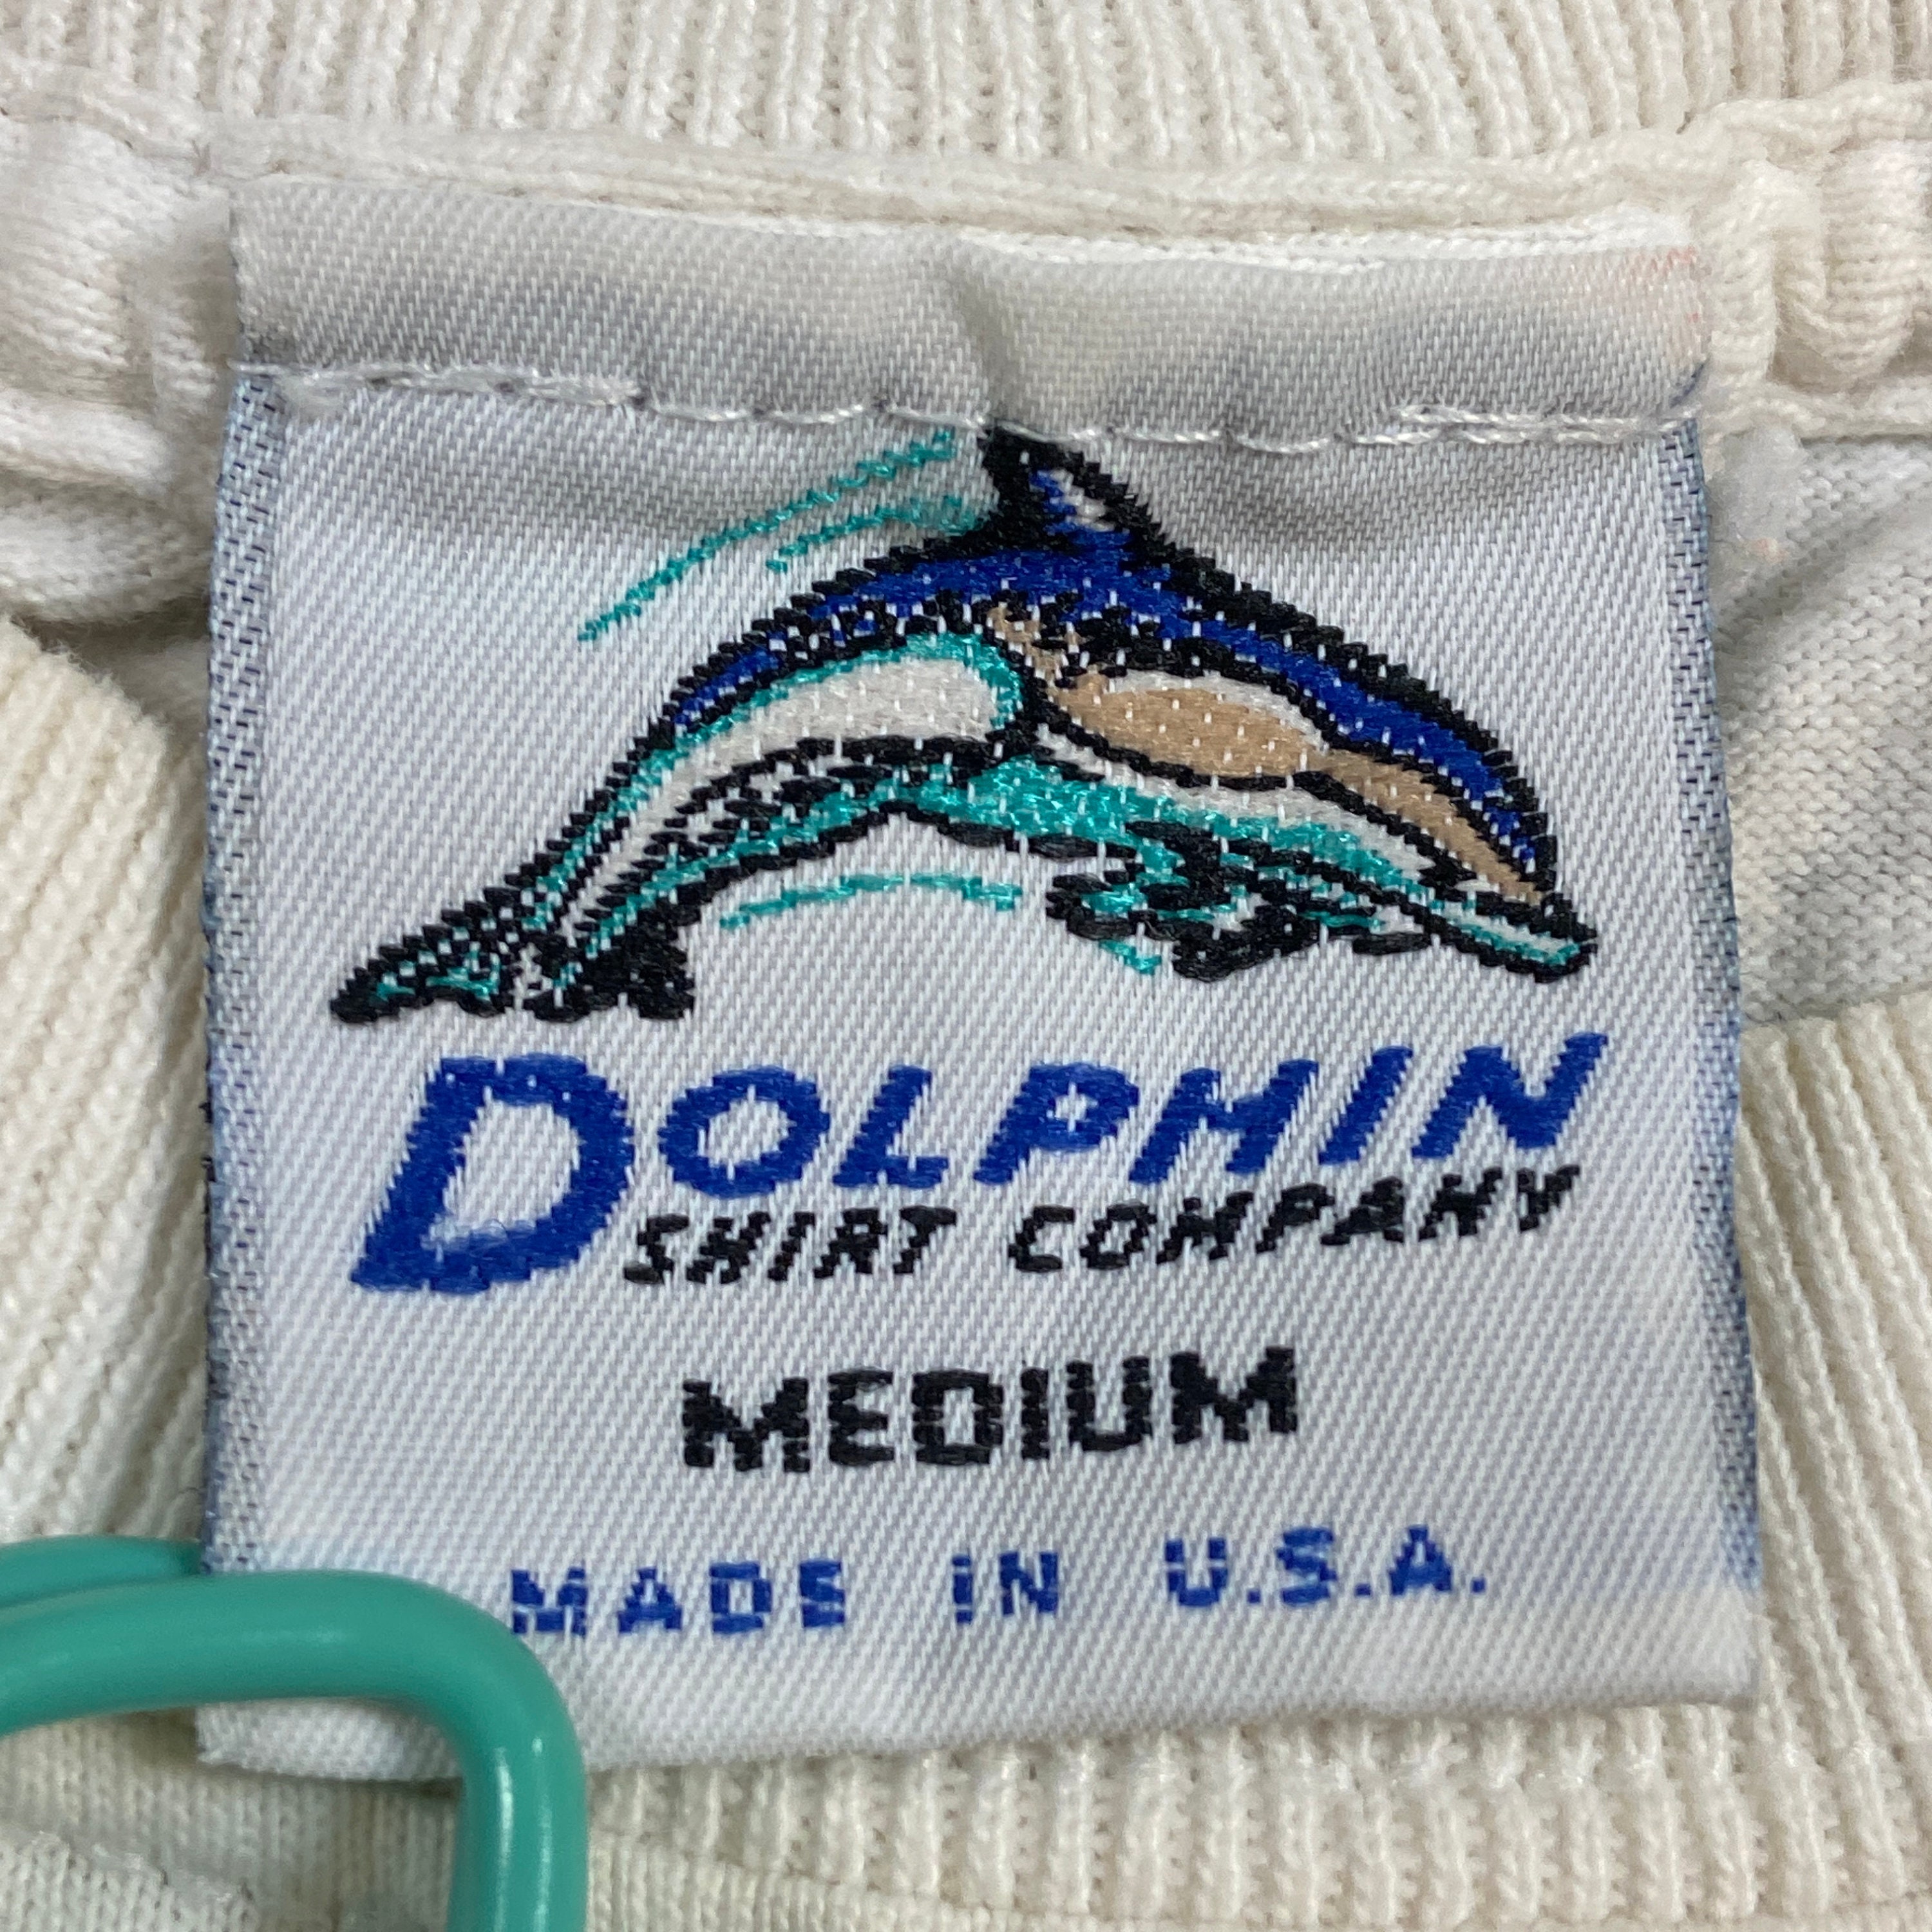 DOLPHIN
SHIRT COMPANY
MEDIUM
MADE IN U.S.A.